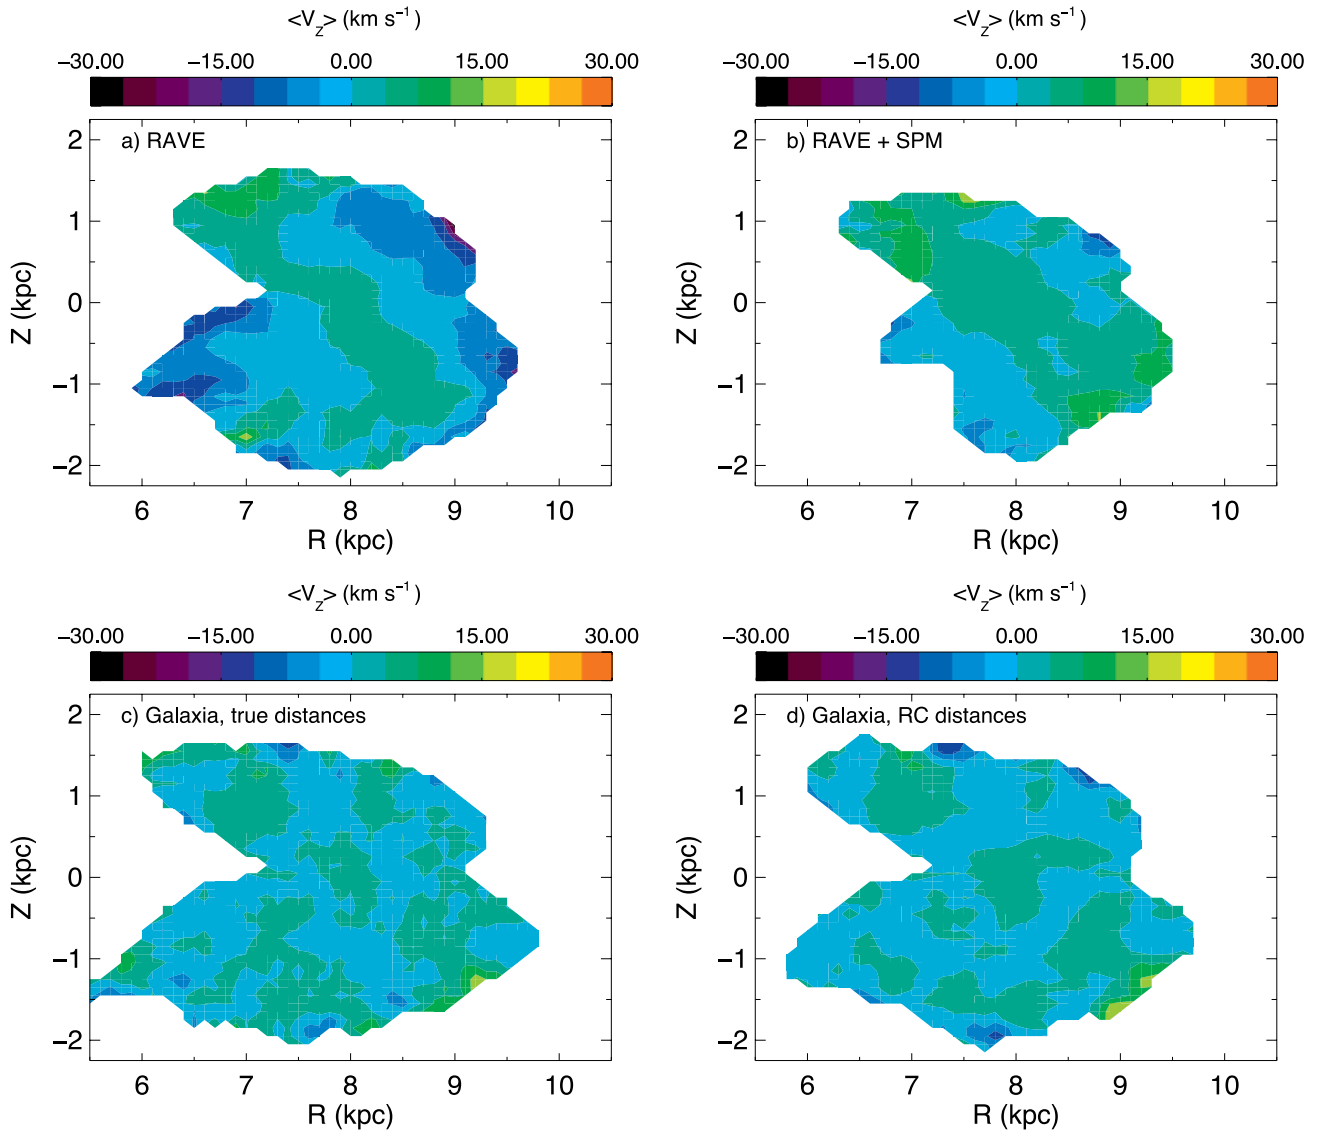 <V_Z> (km s⁻¹)
−30.00 −15.00 0.00 15.00 30.00
a) RAVE
2
1
0
−1
−2
Z (kpc)
6 7 8 9 10
R (kpc)
<V_Z> (km s⁻¹)
−30.00 −15.00 0.00 15.00 30.00
b) RAVE + SPM
2
1
0
−1
−2
Z (kpc)
6 7 8 9 10
R (kpc)
<V_Z> (km s⁻¹)
−30.00 −15.00 0.00 15.00 30.00
c) Galaxia, true distances
2
1
0
−1
−2
Z (kpc)
6 7 8 9 10
R (kpc)
<V_Z> (km s⁻¹)
−30.00 −15.00 0.00 15.00 30.00
d) Galaxia, RC distances
2
1
0
−1
−2
Z (kpc)
6 7 8 9 10
R (kpc)